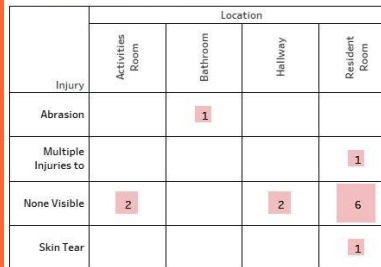 Location
Injury
Activities
Room
Bathroom
Hallway
Resident
Room
Abrasion
1
Multiple
Injuries to
1
None Visible
2
2
6
Skin Tear
1